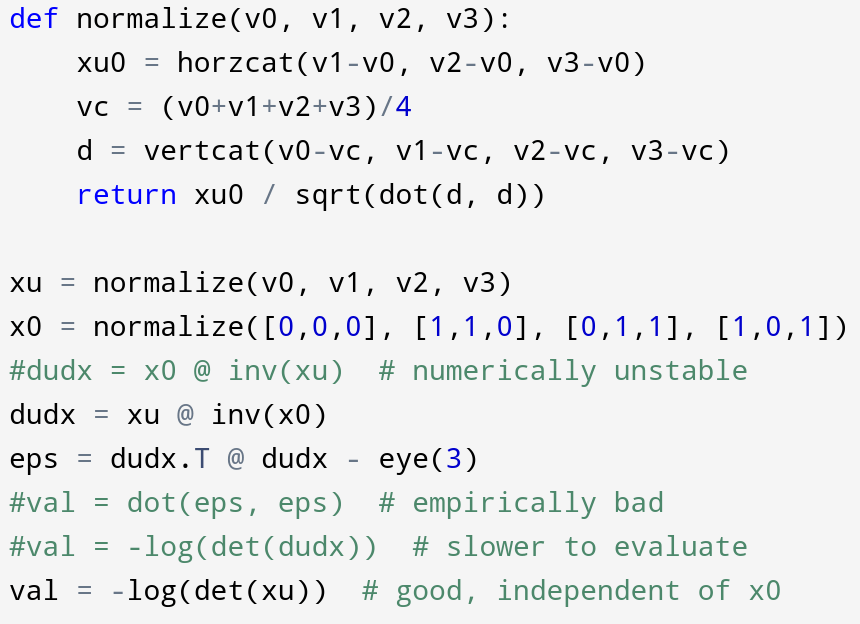 def normalize(v0, v1, v2, v3):
    xu0 = horzcat(v1-v0, v2-v0, v3-v0)
    vc = (v0+v1+v2+v3)/4
    d = vertcat(v0-vc, v1-vc, v2-vc, v3-vc)
    return xu0 / sqrt(dot(d, d))

xu = normalize(v0, v1, v2, v3)
x0 = normalize([0,0,0], [1,1,0], [0,1,1], [1,0,1])
#dudx = x0 @ inv(xu)  # numerically unstable
dudx = xu @ inv(x0)
eps = dudx.T @ dudx - eye(3)
#val = dot(eps, eps)  # empirically bad
#val = -log(det(dudx))  # slower to evaluate
val = -log(det(xu))  # good, independent of x0